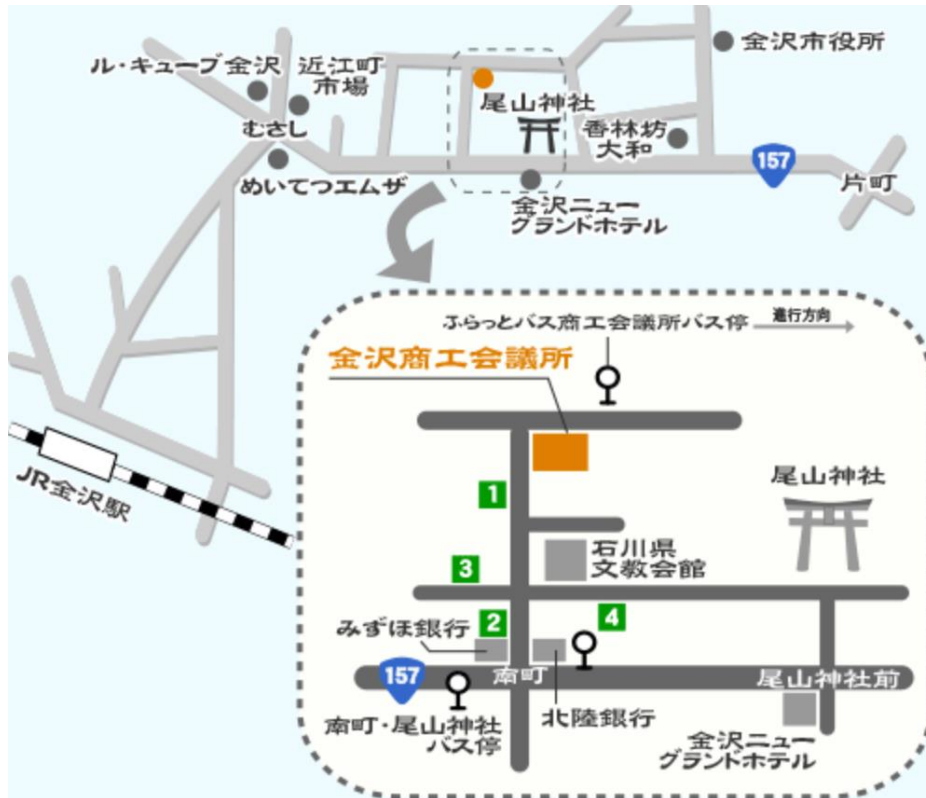 ル・キューブ金沢
近江町
市場
むさし
めいてつエムザ
尾山神社
金沢市役所
香林坊
大和
157
片町
金沢ニュー
グランドホテル
JR金沢駅
ふらっとバス商工会議所バス停
進行方向
金沢商工会議所
1
尾山神社
石川県
文教会館
3
2
4
みずほ銀行
157
南町
尾山神社前
南町・尾山神社
バス停
北陸銀行
金沢ニュー
グランドホテル